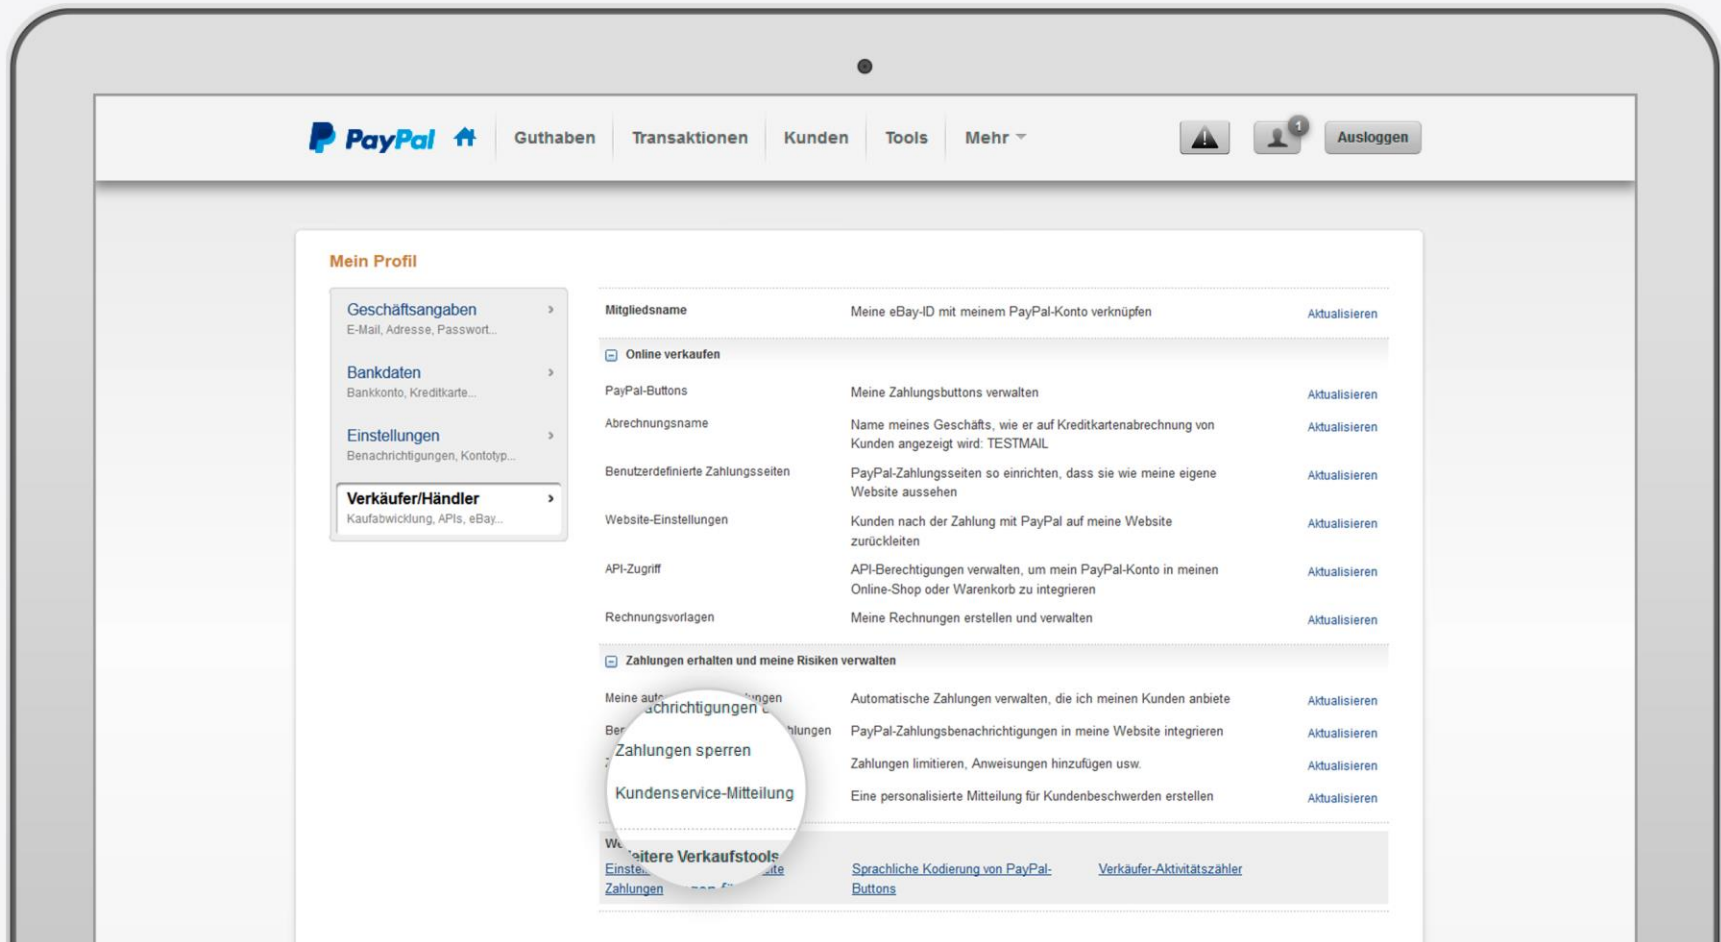 PayPal Guthaben Transaktionen Kunden Tools Mehr 1 Ausloggen
Mein Profil
Geschäftsangaben
E-Mail, Adresse, Passwort...
Bankdaten
Bankkonto, Kreditkarte...
Einstellungen
Benachrichtigungen, Kontotyp...
Verkäufer/Händler
Kaufabwicklung, APIs, eBay...
Mitgliedsname Meine eBay-ID mit meinem PayPal-Konto verknüpfen Aktualisieren
Online verkaufen
PayPal-Buttons Meine Zahlungsbuttons verwalten Aktualisieren
Abrechnungsname Name meines Geschäfts, wie er auf Kreditkartenabrechnung von Aktualisieren
Kunden angezeigt wird: TESTMAIL
Benutzerdefinierte Zahlungsseiten PayPal-Zahlungsseiten so einrichten, dass sie wie meine eigene Aktualisieren
Website aussehen
Website-Einstellungen Kunden nach der Zahlung mit PayPal auf meine Website Aktualisieren
zurückleiten
API-Zugriff API-Berechtigungen verwalten, um mein PayPal-Konto in meinen Aktualisieren
Online-Shop oder Warenkorb zu integrieren
Rechnungsvorlagen Meine Rechnungen erstellen und verwalten Aktualisieren
Zahlungen erhalten und meine Risiken verwalten
Meine Automatische Zahlungen verwalten, die ich meinen Kunden anbiete Aktualisieren
achrichtigungen
PayPal-Zahlungsbenachrichtigungen in meine Website integrieren Aktualisieren
Zahlungen sperren Zahlungen limitieren, Anweisungen hinzufügen usw. Aktualisieren
Kundenservice-Mitteilung Eine personalisierte Mitteilung für Kundenbeschwerden erstellen Aktualisieren
eitere Verkaufstools
Sprachliche Kodierung von PayPal- Verkäufer-Aktivitätszähler
Zahlungen Buttons